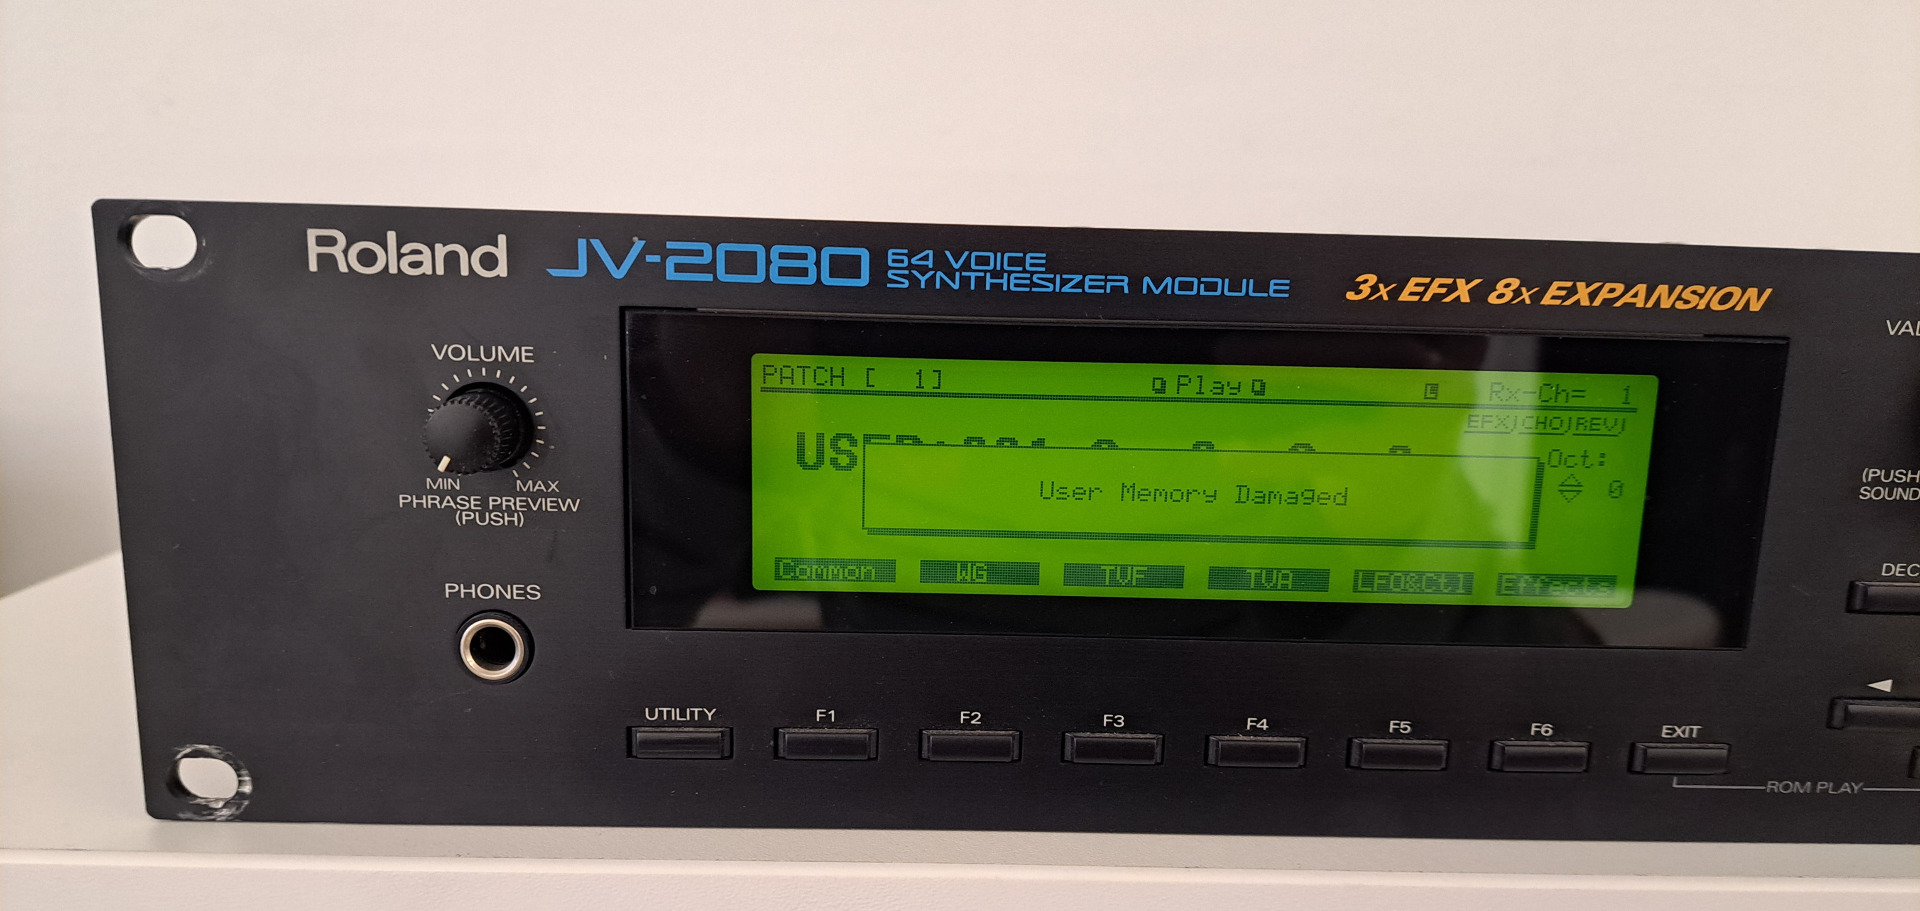 Roland JV-2080 64 VOICE
SYNTHESIZER MODULE
3x EFX 8x EXPANSION
VOLUME
MIN MAX
PHRASE PREVIEW
(PUSH)
PHONES
PATCH [ 1] Play Rx-Ch= 1
EFX CHO REV
Oct:
0
User Memory Damaged
Common WG TVF TVA LFO&Ctl Effects
UTILITY F1 F2 F3 F4 F5 F6 EXIT
ROM PLAY
(PUSH
SOUND
DEC